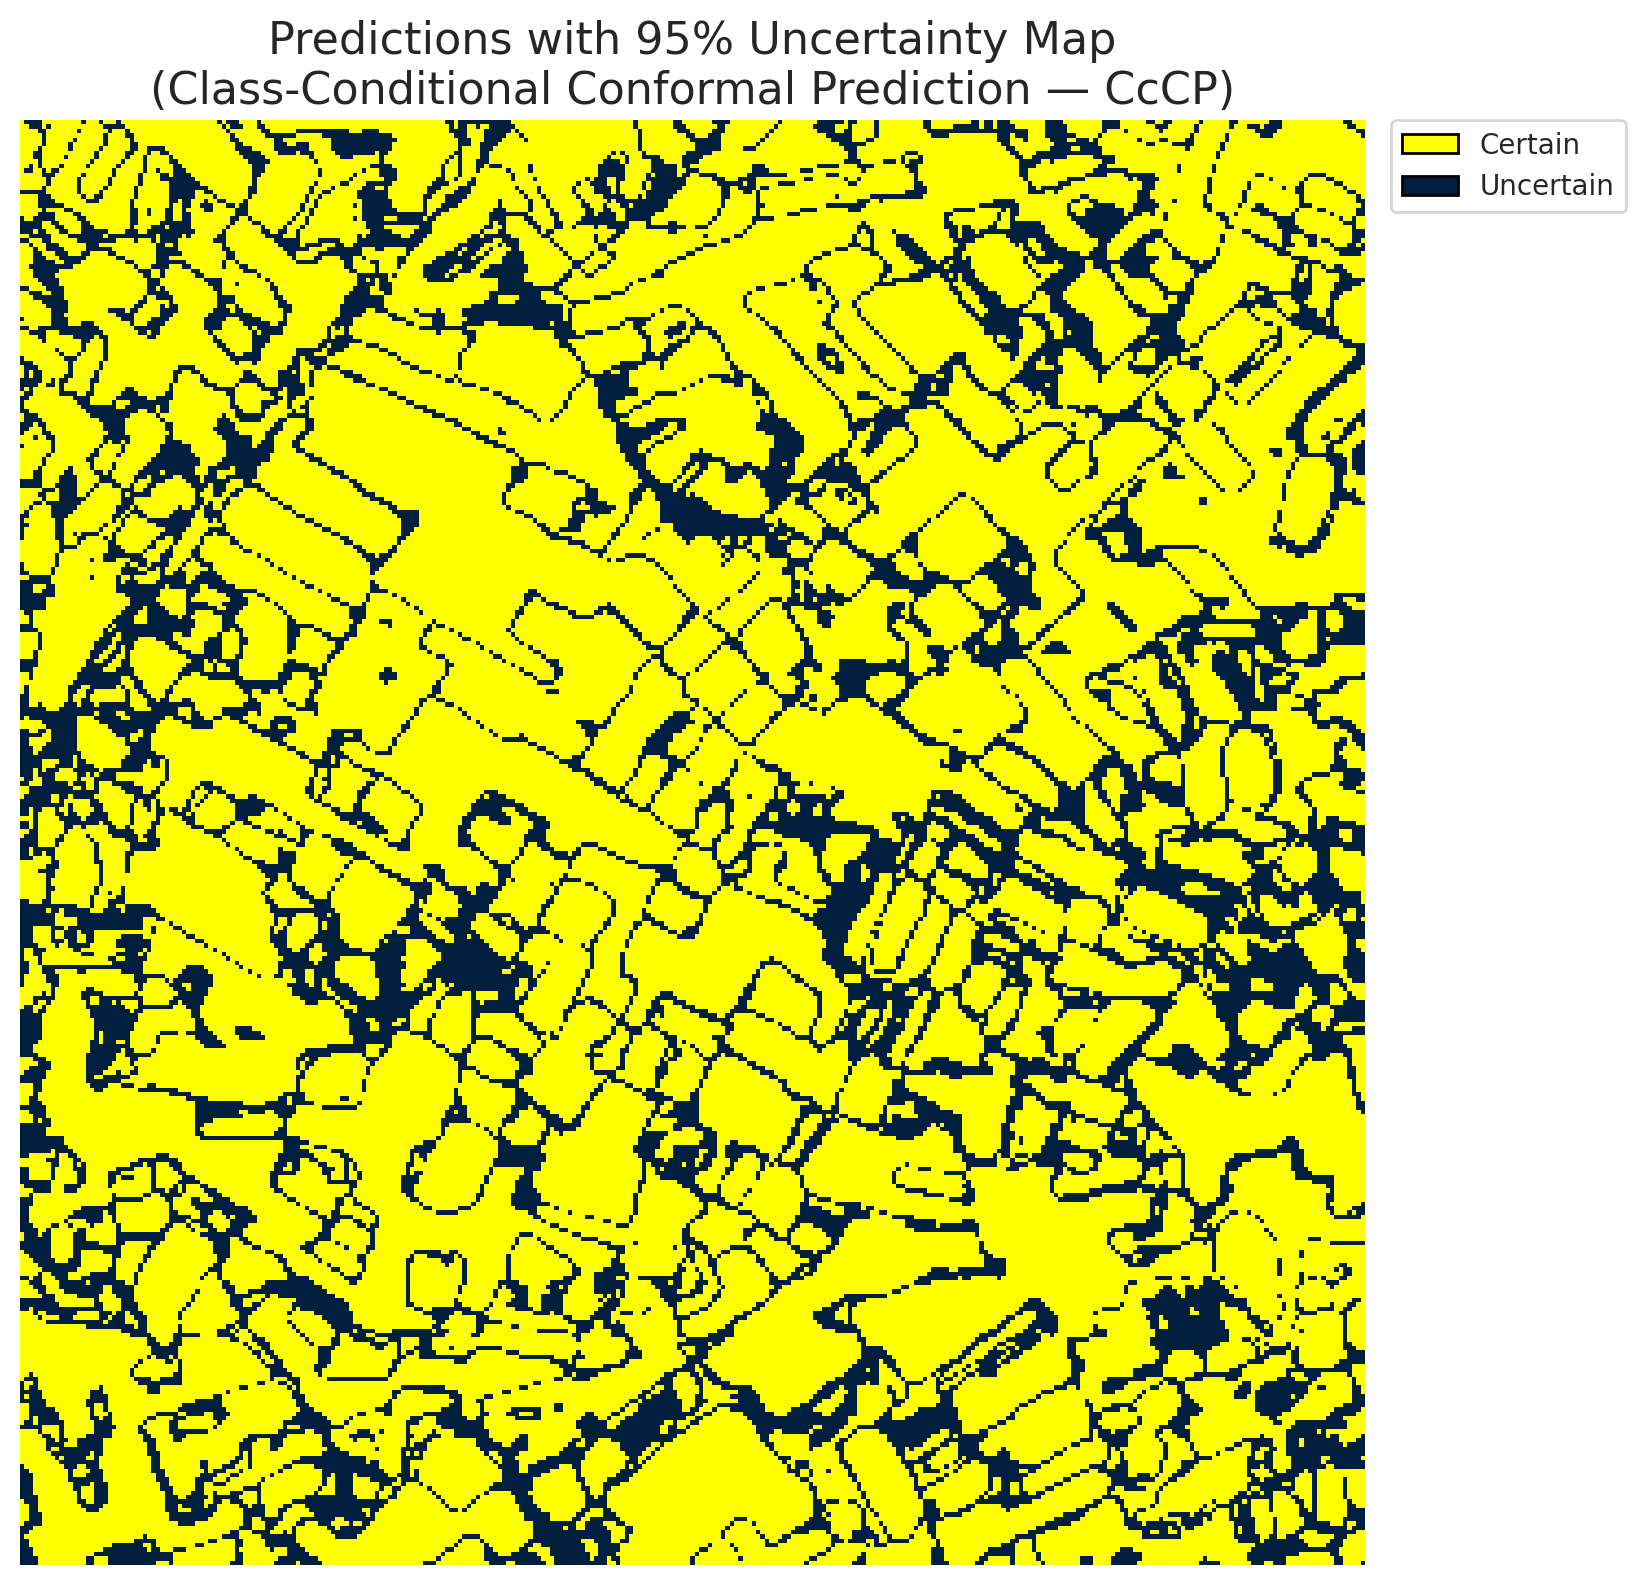 Predictions with 95% Uncertainty Map
(Class-Conditional Conformal Prediction — CcCP)
Certain
Uncertain